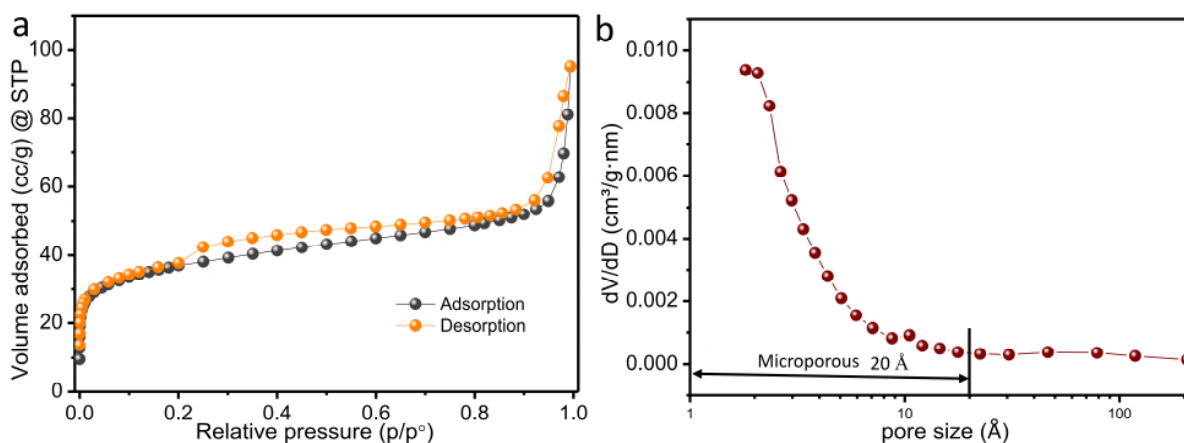 a
Volume adsorbed (cc/g) @ STP
100
80
60
40
20
0
0.0 0.2 0.4 0.6 0.8 1.0
Relative pressure (p/p°)
Adsorption
Desorption
b
dV/dD (cm³/g·nm)
0.010
0.008
0.006
0.004
0.002
0.000
Microporous 20 Å
1 10 100
pore size (Å)